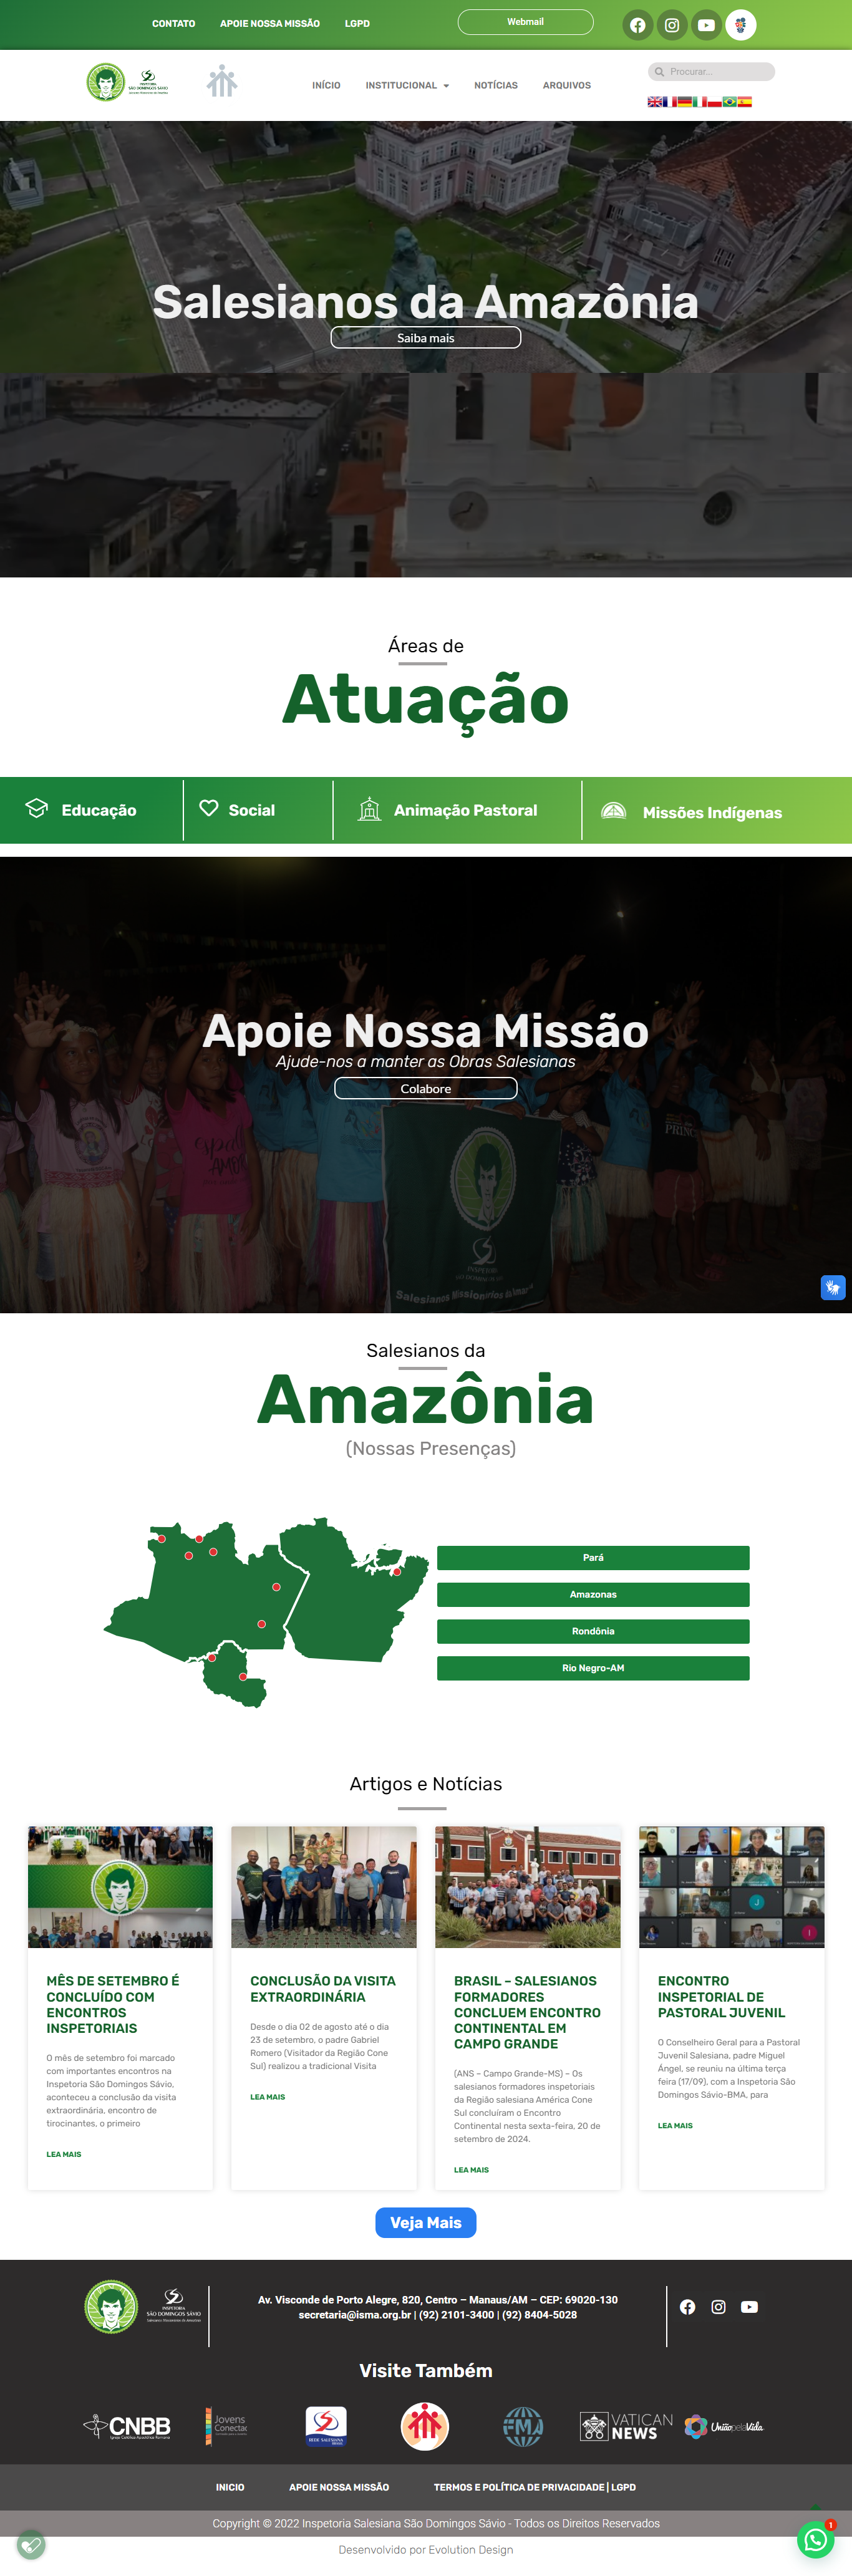 CONTATO APOIE NOSSA MISSÃO LGPD Webmail
INSPETORIA
SÃO DOMINGOS SÁVIO
INÍCIO INSTITUCIONAL NOTÍCIAS ARQUIVOS
Procurar...
Salesianos da Amazônia
Saiba mais
Áreas de
Atuação
Educação Social Animação Pastoral Missões Indígenas
Apoie Nossa Missão
Ajude-nos a manter as Obras Salesianas
Colabore
Salesianos da
Amazônia
(Nossas Presenças)
Pará
Amazonas
Rondônia
Rio Negro-AM
Artigos e Notícias
MÊS DE SETEMBRO É
CONCLUÍDO COM
ENCONTROS
INSPETORIAIS
O mês de setembro foi marcado
com importantes encontros na
Inspetoria São Domingos Sávio,
aconteceu a conclusão da visita
extraordinária, encontro de
tirocinantes, o primeiro
LEA MAIS
CONCLUSÃO DA VISITA
EXTRAORDINÁRIA
Desde o dia 02 de agosto até o dia
23 de setembro, o padre Gabriel
Romero (Visitador da Região Cone
Sul) realizou a tradicional Visita
LEA MAIS
BRASIL – SALESIANOS
FORMADORES
CONCLUEM ENCONTRO
CONTINENTAL EM
CAMPO GRANDE
(ANS – Campo Grande-MS) – Os
salesianos formadores inspetoriais
da Região salesiana América Cone
Sul concluíram o Encontro
Continental nesta sexta-feira, 20 de
setembro de 2024.
LEA MAIS
ENCONTRO
INSPETORIAL DE
PASTORAL JUVENIL
O Conselheiro Geral para a Pastoral
Juvenil Salesiana, padre Miguel
Ángel, se reuniu na última terça
feira (17/09), com a Inspetoria São
Domingos Sávio-BMA, para
LEA MAIS
Veja Mais
INSPETORIA
SÃO DOMINGOS SÁVIO
Salesianos Missionários da Amazônia
Av. Visconde de Porto Alegre, 820, Centro – Manaus/AM – CEP: 69020-130
secretaria@isma.org.br | (92) 2101-3400 | (92) 8404-5028
Visite Também
CNBB
Jovens
Conectad
REDE SALESIANA
BRASIL
FMA
VATICAN
NEWS
UniãopelaVida
INICIO APOIE NOSSA MISSÃO TERMOS E POLÍTICA DE PRIVACIDADE | LGPD
Copyright © 2022 Inspetoria Salesiana São Domingos Sávio - Todos os Direitos Reservados
1
Desenvolvido por Evolution Design